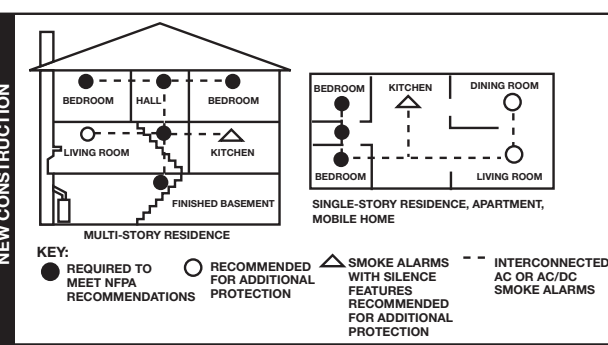 NEW CONSTRUCTION
BEDROOM HALL BEDROOM
LIVING ROOM KITCHEN
FINISHED BASEMENT
MULTI-STORY RESIDENCE
BEDROOM KITCHEN DINING ROOM
BEDROOM LIVING ROOM
SINGLE-STORY RESIDENCE, APARTMENT,
MOBILE HOME
KEY:
REQUIRED TO
MEET NFPA
RECOMMENDATIONS
RECOMMENDED
FOR ADDITIONAL
PROTECTION
SMOKE ALARMS
WITH SILENCE
FEATURES
RECOMMENDED
FOR ADDITIONAL
PROTECTION
INTERCONNECTED
AC OR AC/DC
SMOKE ALARMS